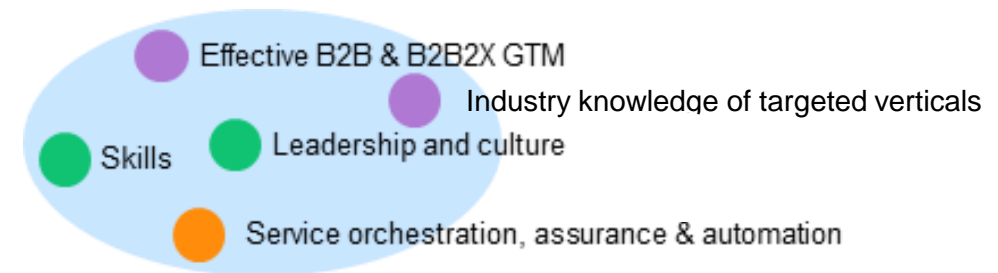 Effective B2B & B2B2X GTM
Industry knowledge of targeted verticals
Leadership and culture
Skills
Service orchestration, assurance & automation